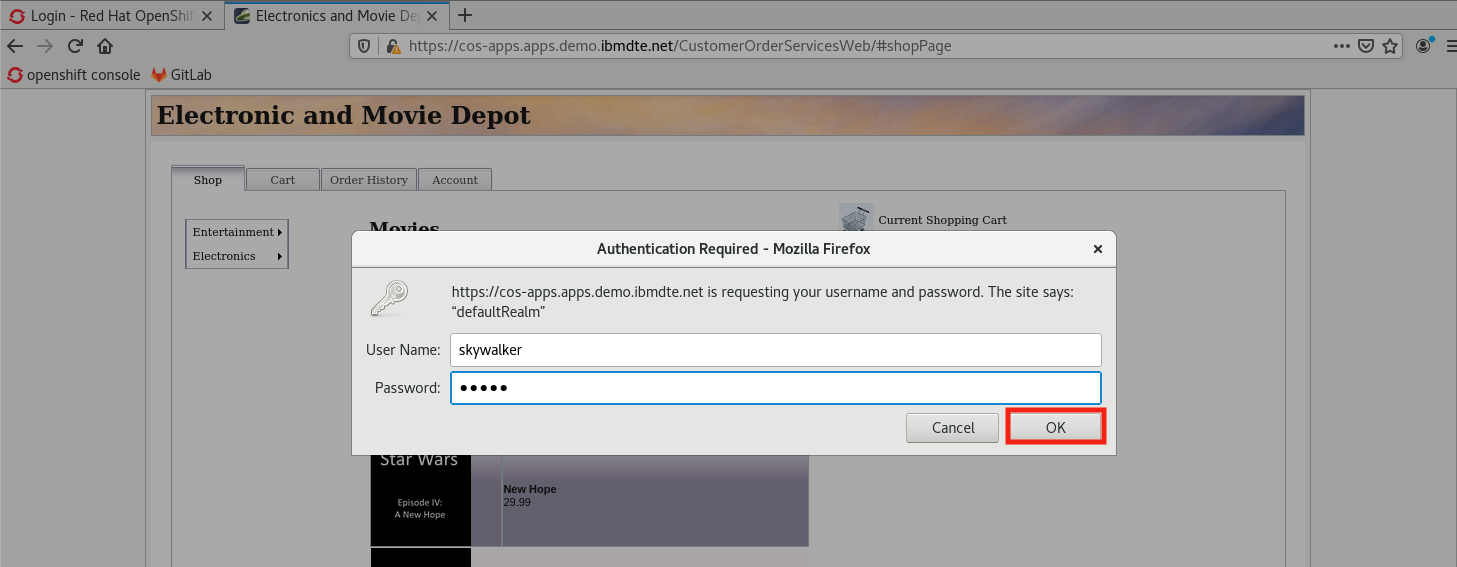 Login - Red Hat OpenShif
Electronics and Movie De
https://cos-apps.apps.demo.ibmdte.net/CustomerOrderServicesWeb/#shopPage
openshift console
GitLab
Electronic and Movie Depot
Shop
Cart
Order History
Account
Entertainment
Electronics
Movies
Current Shopping Cart
Authentication Required - Mozilla Firefox
https://cos-apps.apps.demo.ibmdte.net is requesting your username and password. The site says:
“defaultRealm”
User Name:
skywalker
Password:
•••••
Cancel
OK
Star Wars
Episode IV:
A New Hope
New Hope
29.99